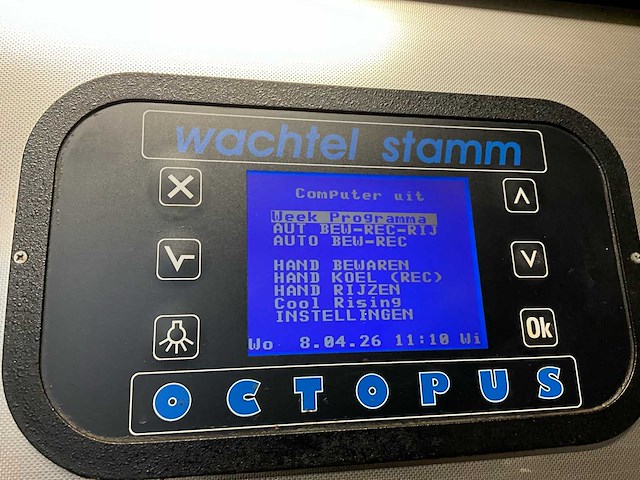 wachtel stamm
Computer uit
Week Programma
AUT BEW-REC-RIJ
AUTO BEW-REC
HAND BEWAREN
HAND KOEL (REC)
HAND RIJZEN
Cool Rising
INSTELLINGEN
Wo 8.04.26 11:10 Wi
Ok
OCTOPUS